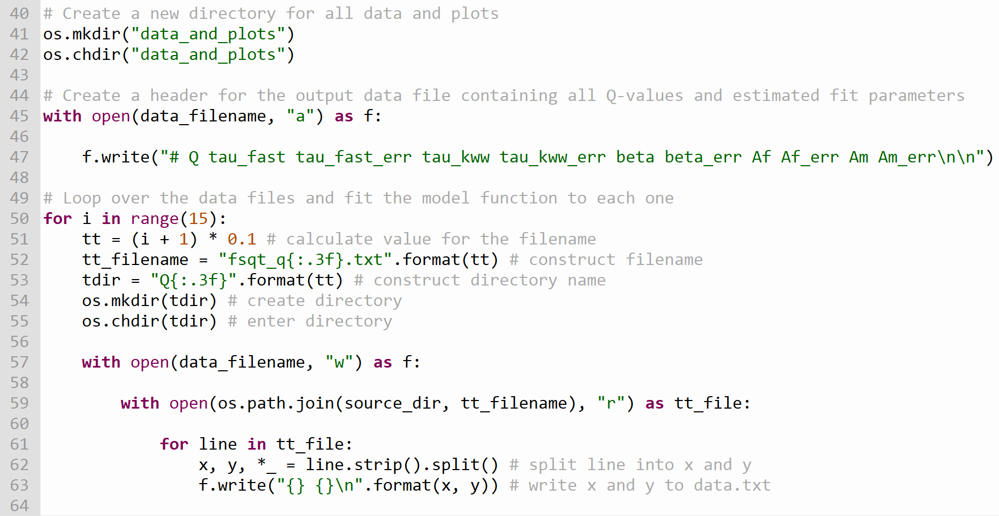 40 # Create a new directory for all data and plots
41 os.mkdir("data_and_plots")
42 os.chdir("data_and_plots")
43
44 # Create a header for the output data file containing all Q-values and estimated fit parameters
45 with open(data_filename, "a") as f:
46
47     f.write("# Q tau_fast tau_fast_err tau_kww tau_kww_err beta beta_err Af Af_err Am Am_err\n\n")
48
49 # Loop over the data files and fit the model function to each one
50 for i in range(15):
51     tt = (i + 1) * 0.1 # calculate value for the filename
52     tt_filename = "fsqt_q{:.3f}.txt".format(tt) # construct filename
53     tdir = "Q{:.3f}".format(tt) # construct directory name
54     os.mkdir(tdir) # create directory
55     os.chdir(tdir) # enter directory
56
57     with open(data_filename, "w") as f:
58
59         with open(os.path.join(source_dir, tt_filename), "r") as tt_file:
60
61             for line in tt_file:
62                 x, y, *_ = line.strip().split() # split line into x and y
63                 f.write("{} {}\n".format(x, y)) # write x and y to data.txt
64